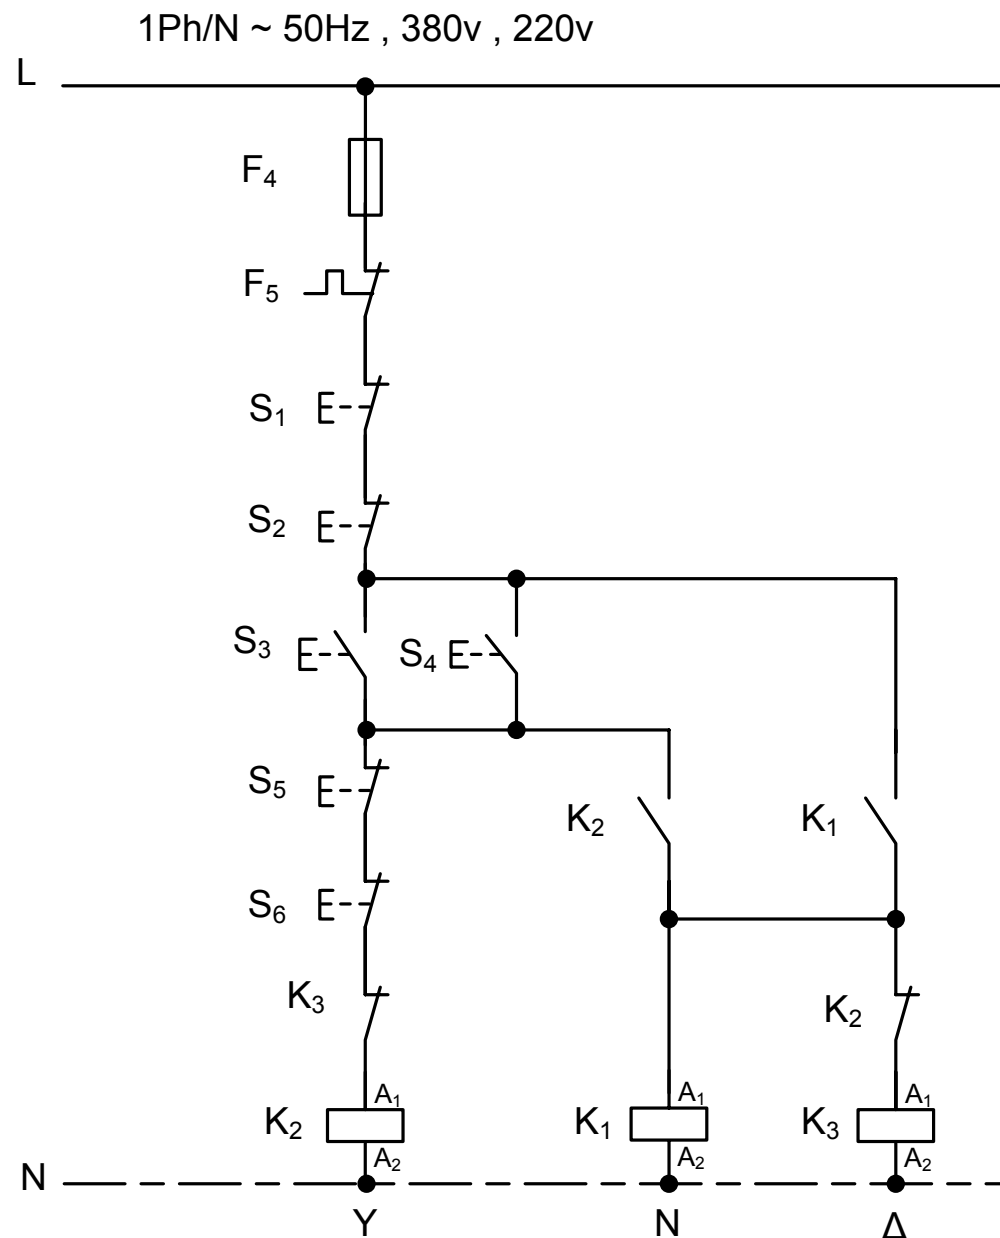 1Ph/N ~ 50Hz , 380v , 220v
L
F₄
F₅
S₁
S₂
S₃ S₄
S₅
K₂ K₁
S₆
K₃ K₂
A₁ A₁ A₁
K₂ K₁ K₃
A₂ A₂ A₂
N
Y N Δ